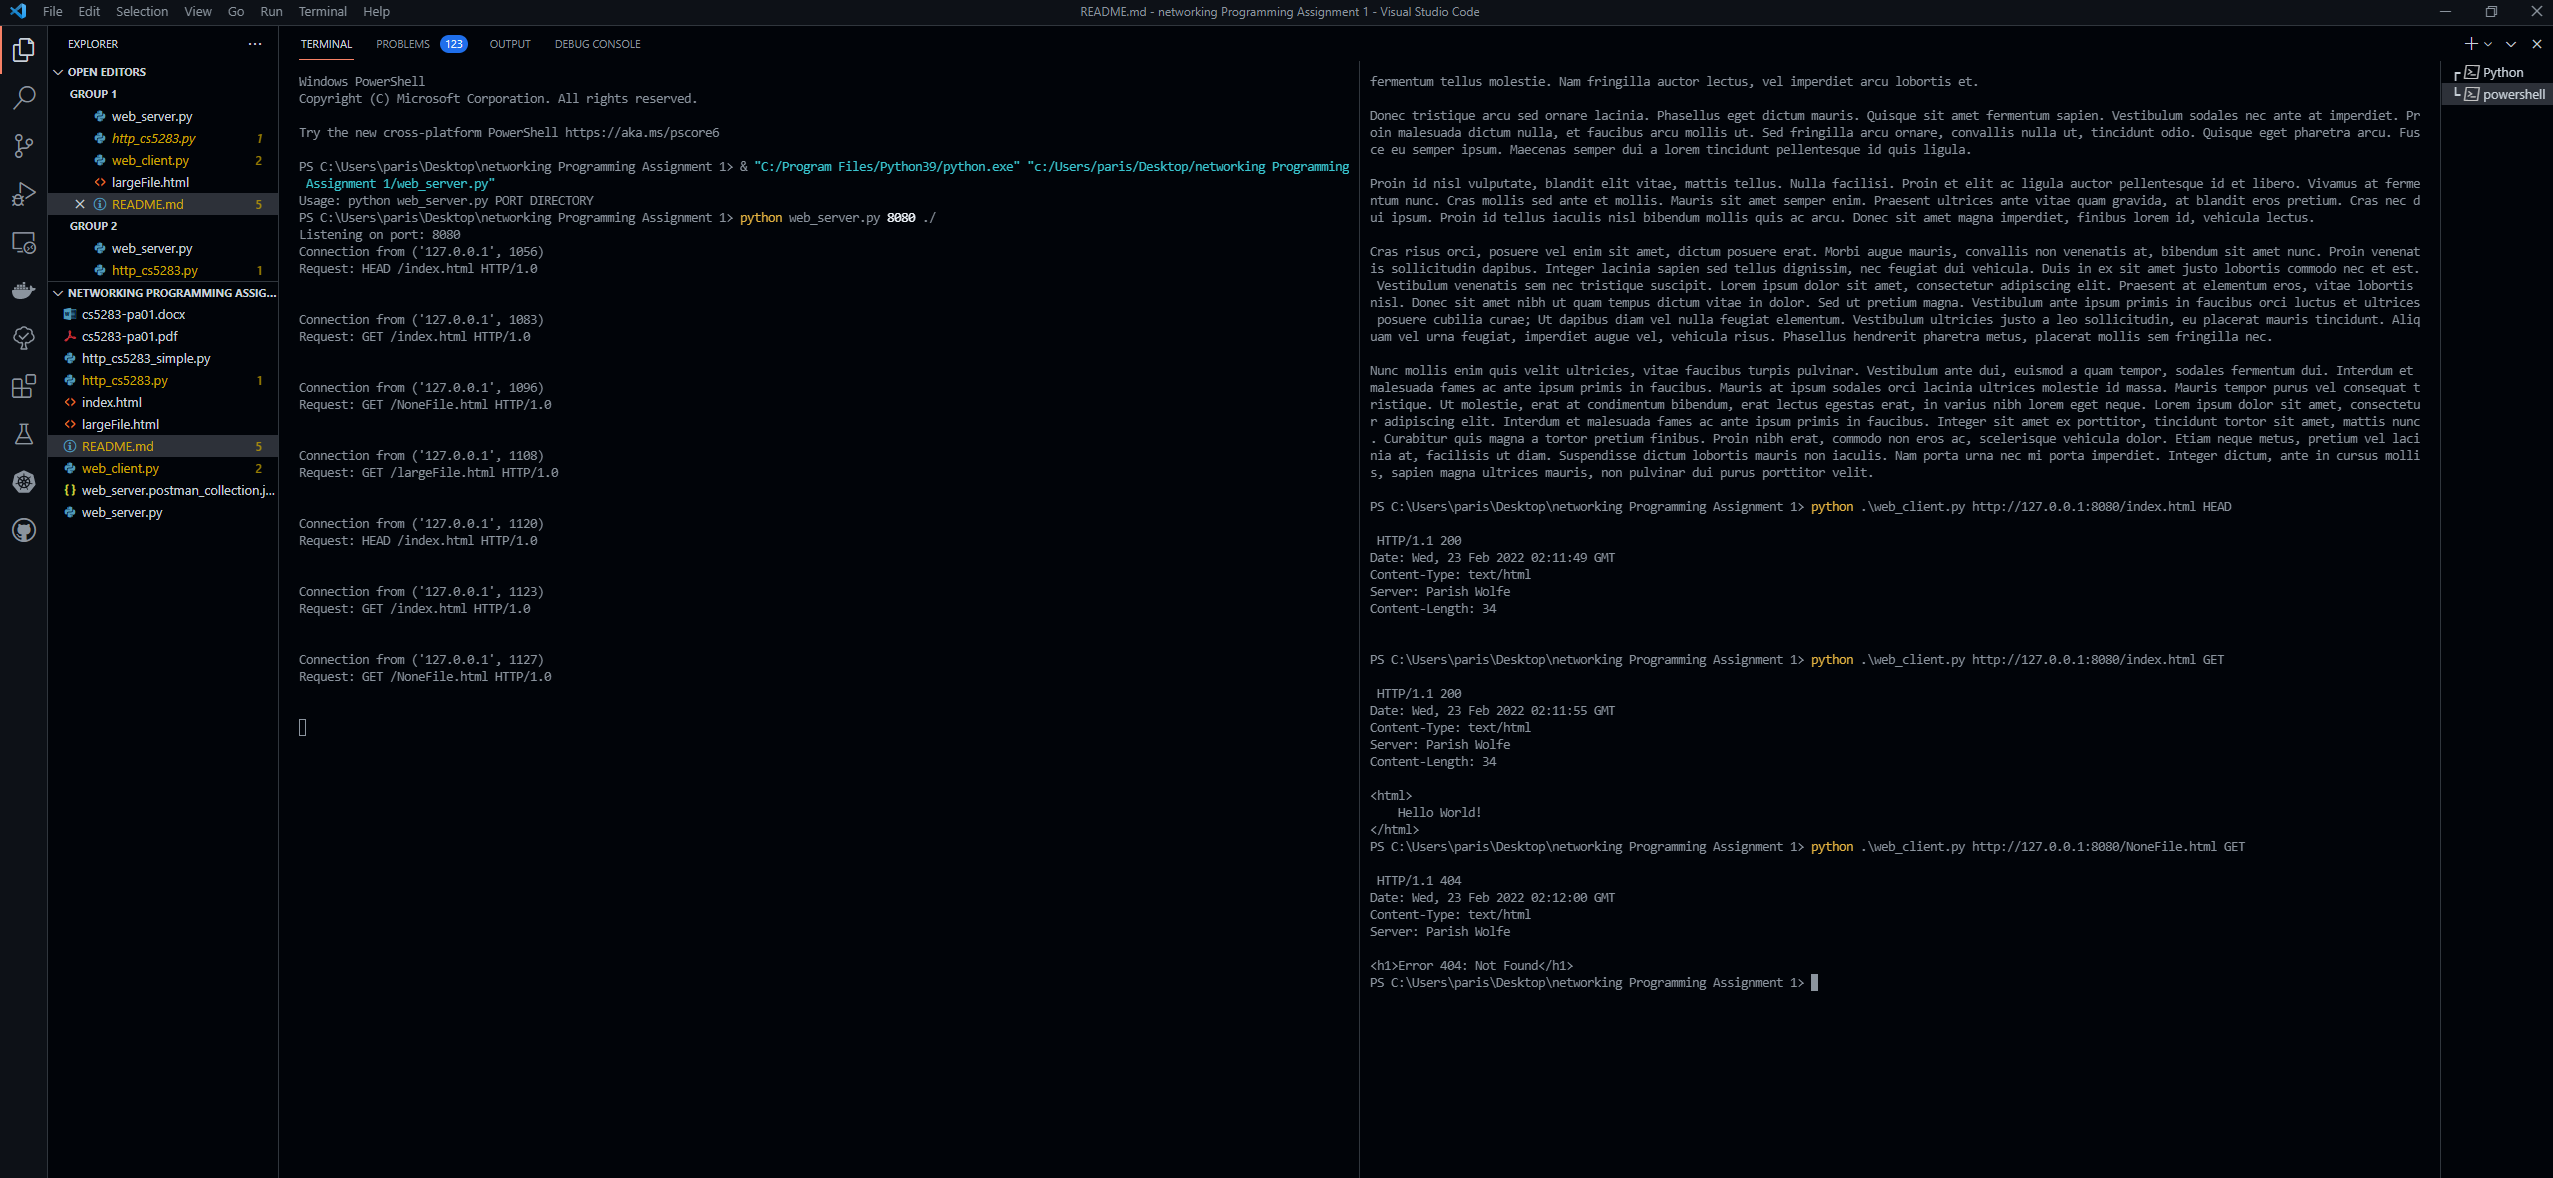 File Edit Selection View Go Run Terminal Help
README.md - networking Programming Assignment 1 - Visual Studio Code
EXPLORER
OPEN EDITORS
GROUP 1
web_server.py
http_cs5283.py 1
web_client.py 2
largeFile.html
README.md 5
GROUP 2
web_server.py
http_cs5283.py 1
NETWORKING PROGRAMMING ASSIG...
cs5283-pa01.docx
cs5283-pa01.pdf
http_cs5283_simple.py
http_cs5283.py 1
index.html
largeFile.html
README.md 5
web_client.py 2
web_server.postman_collection.j...
web_server.py
TERMINAL PROBLEMS 123 OUTPUT DEBUG CONSOLE
Windows PowerShell
Copyright (C) Microsoft Corporation. All rights reserved.
Try the new cross-platform PowerShell https://aka.ms/pscore6
PS C:\Users\paris\Desktop\networking Programming Assignment 1> & "C:/Program Files/Python39/python.exe" "c:/Users/paris/Desktop/networking Programming
Assignment 1/web_server.py"
Usage: python web_server.py PORT DIRECTORY
PS C:\Users\paris\Desktop\networking Programming Assignment 1> python web_server.py 8080 ./
Listening on port: 8080
Connection from ('127.0.0.1', 1056)
Request: HEAD /index.html HTTP/1.0
Connection from ('127.0.0.1', 1083)
Request: GET /index.html HTTP/1.0
Connection from ('127.0.0.1', 1096)
Request: GET /NoneFile.html HTTP/1.0
Connection from ('127.0.0.1', 1108)
Request: GET /largeFile.html HTTP/1.0
Connection from ('127.0.0.1', 1120)
Request: HEAD /index.html HTTP/1.0
Connection from ('127.0.0.1', 1123)
Request: GET /index.html HTTP/1.0
Connection from ('127.0.0.1', 1127)
Request: GET /NoneFile.html HTTP/1.0
fermentum tellus molestie. Nam fringilla auctor lectus, vel imperdiet arcu lobortis et.
Donec tristique arcu sed ornare lacinia. Phasellus eget dictum mauris. Quisque sit amet fermentum sapien. Vestibulum sodales nec ante at imperdiet. Pr
oin malesuada dictum nulla, et faucibus arcu mollis ut. Sed fringilla arcu ornare, convallis nulla ut, tincidunt odio. Quisque eget pharetra arcu. Fus
ce eu semper ipsum. Maecenas semper dui a lorem tincidunt pellentesque id quis ligula.
Proin id nisl vulputate, blandit elit vitae, mattis tellus. Nulla facilisi. Proin et elit ac ligula auctor pellentesque id et libero. Vivamus at ferme
ntum nunc. Cras mollis sed ante et mollis. Mauris sit amet semper enim. Praesent ultrices ante vitae quam gravida, at blandit eros pretium. Cras nec d
ui ipsum. Proin id tellus iaculis nisl bibendum mollis quis ac arcu. Donec sit amet magna imperdiet, finibus lorem id, vehicula lectus.
Cras risus orci, posuere vel enim sit amet, dictum posuere erat. Morbi augue mauris, convallis non venenatis at, bibendum sit amet nunc. Proin venenat
is sollicitudin dapibus. Integer lacinia sapien sed tellus dignissim, nec feugiat dui vehicula. Duis in ex sit amet justo lobortis commodo nec et est.
Vestibulum venenatis sem nec tristique suscipit. Lorem ipsum dolor sit amet, consectetur adipiscing elit. Praesent at elementum eros, vitae lobortis
nisl. Donec sit amet nibh ut quam tempus dictum vitae in dolor. Sed ut pretium magna. Vestibulum ante ipsum primis in faucibus orci luctus et ultrices
posuere cubilia curae; Ut dapibus diam vel nulla feugiat elementum. Vestibulum ultricies justo a leo sollicitudin, eu placerat mauris tincidunt. Aliq
uam vel urna feugiat, imperdiet augue vel, vehicula risus. Phasellus hendrerit pharetra metus, placerat mollis sem fringilla nec.
Nunc mollis enim quis velit ultricies, vitae faucibus turpis pulvinar. Vestibulum ante dui, euismod a quam tempor, sodales fermentum dui. Interdum et
malesuada fames ac ante ipsum primis in faucibus. Mauris at ipsum sodales orci lacinia ultrices molestie id massa. Mauris tempor purus vel consequat t
ristique. Ut molestie, erat at condimentum bibendum, erat lectus egestas erat, in varius nibh lorem eget neque. Lorem ipsum dolor sit amet, consectetu
r adipiscing elit. Interdum et malesuada fames ac ante ipsum primis in faucibus. Integer sit amet ex porttitor, tincidunt tortor sit amet, mattis nunc
. Curabitur quis magna a tortor pretium finibus. Proin nibh erat, commodo non eros ac, scelerisque vehicula dolor. Etiam neque metus, pretium vel laci
nia at, facilisis ut diam. Suspendisse dictum lobortis mauris non iaculis. Nam porta urna nec mi porta imperdiet. Integer dictum, ante in cursus molli
s, sapien magna ultrices mauris, non pulvinar dui purus porttitor velit.
PS C:\Users\paris\Desktop\networking Programming Assignment 1> python .\web_client.py http://127.0.0.1:8080/index.html HEAD
HTTP/1.1 200
Date: Wed, 23 Feb 2022 02:11:49 GMT
Content-Type: text/html
Server: Parish Wolfe
Content-Length: 34
PS C:\Users\paris\Desktop\networking Programming Assignment 1> python .\web_client.py http://127.0.0.1:8080/index.html GET
HTTP/1.1 200
Date: Wed, 23 Feb 2022 02:11:55 GMT
Content-Type: text/html
Server: Parish Wolfe
Content-Length: 34
<html>
Hello World!
</html>
PS C:\Users\paris\Desktop\networking Programming Assignment 1> python .\web_client.py http://127.0.0.1:8080/NoneFile.html GET
HTTP/1.1 404
Date: Wed, 23 Feb 2022 02:12:00 GMT
Content-Type: text/html
Server: Parish Wolfe
<h1>Error 404: Not Found</h1>
PS C:\Users\paris\Desktop\networking Programming Assignment 1>
Python
powershell